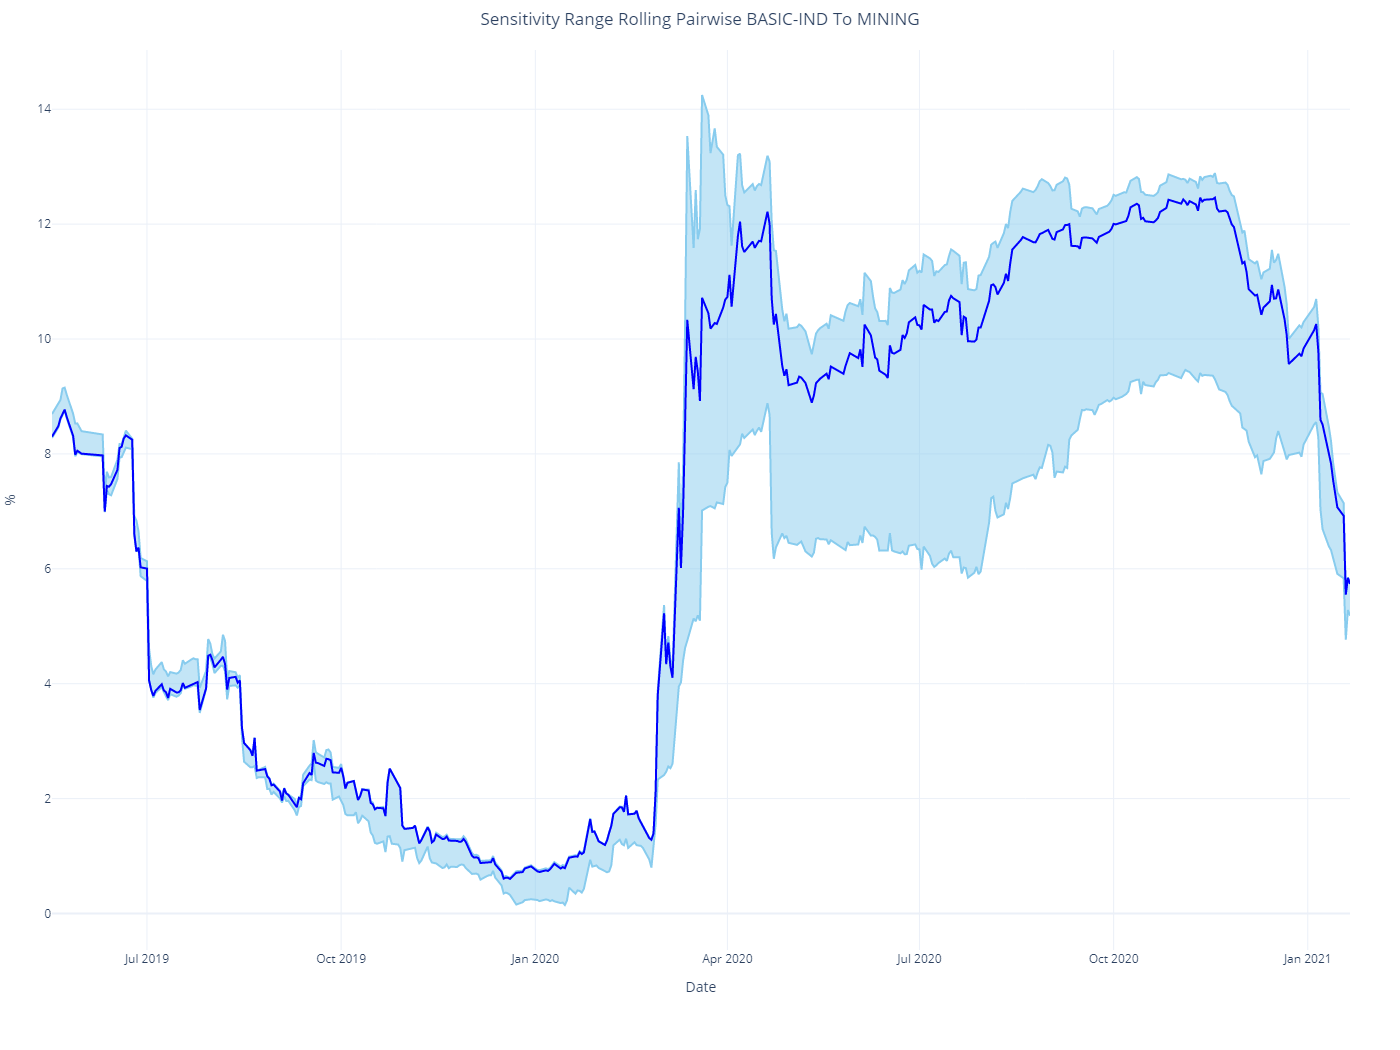 Sensitivity Range Rolling Pairwise BASIC-IND To MINING
14
12
10
8
6
4
2
0
%
Jul 2019
Oct 2019
Jan 2020
Apr 2020
Jul 2020
Oct 2020
Jan 2021
Date